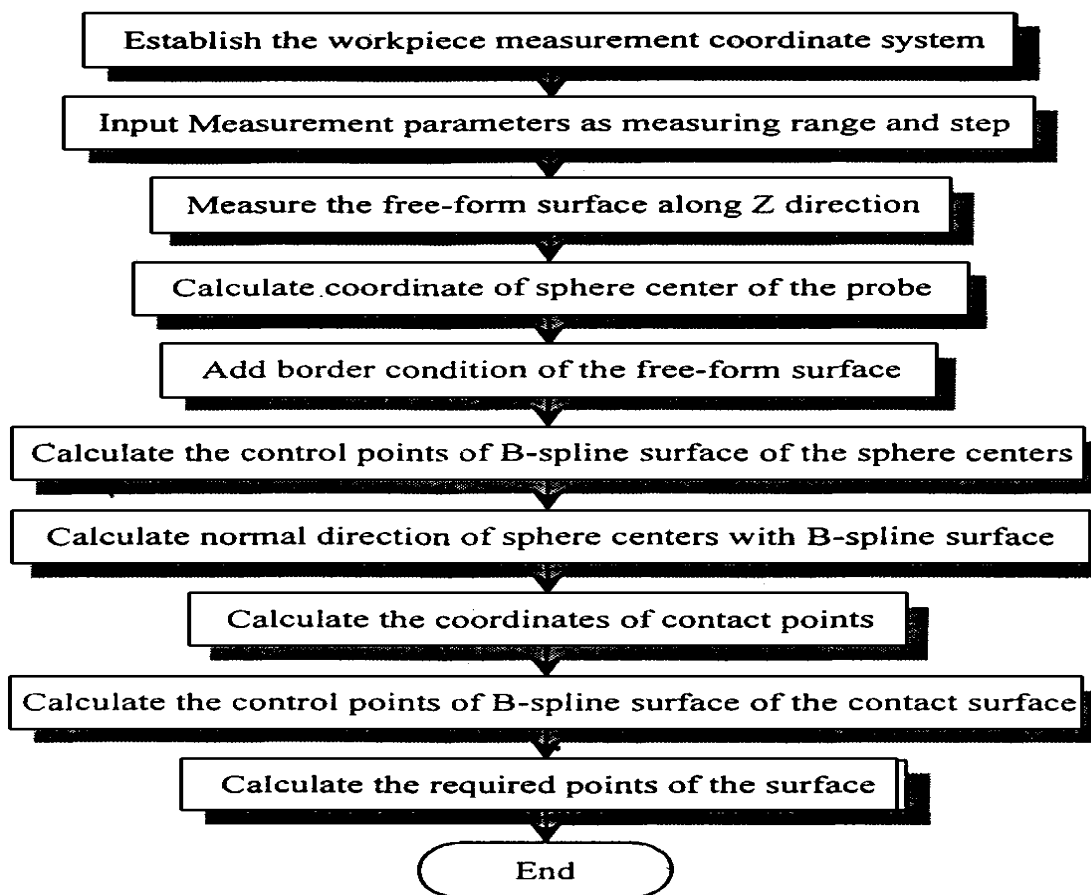 Establish the workpiece measurement coordinate system
Input Measurement parameters as measuring range and step
Measure the free-form surface along Z direction
Calculate coordinate of sphere center of the probe
Add border condition of the free-form surface
Calculate the control points of B-spline surface of the sphere centers
Calculate normal direction of sphere centers with B-spline surface
Calculate the coordinates of contact points
Calculate the control points of B-spline surface of the contact surface
Calculate the required points of the surface
End